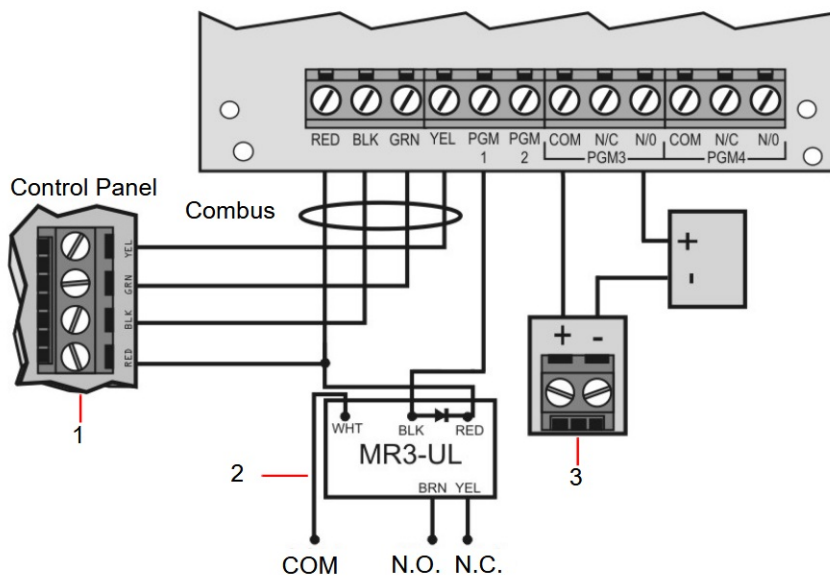 RED BLK GRN YEL PGM 1 PGM 2 COM N/C N/0 COM N/C N/0
PGM3 PGM4
Control Panel
Combus
YEL
GRN
BLK
RED
+
-
+ -
1
WHT BLK RED
MR3-UL
2
3
BRN YEL
COM N.O. N.C.